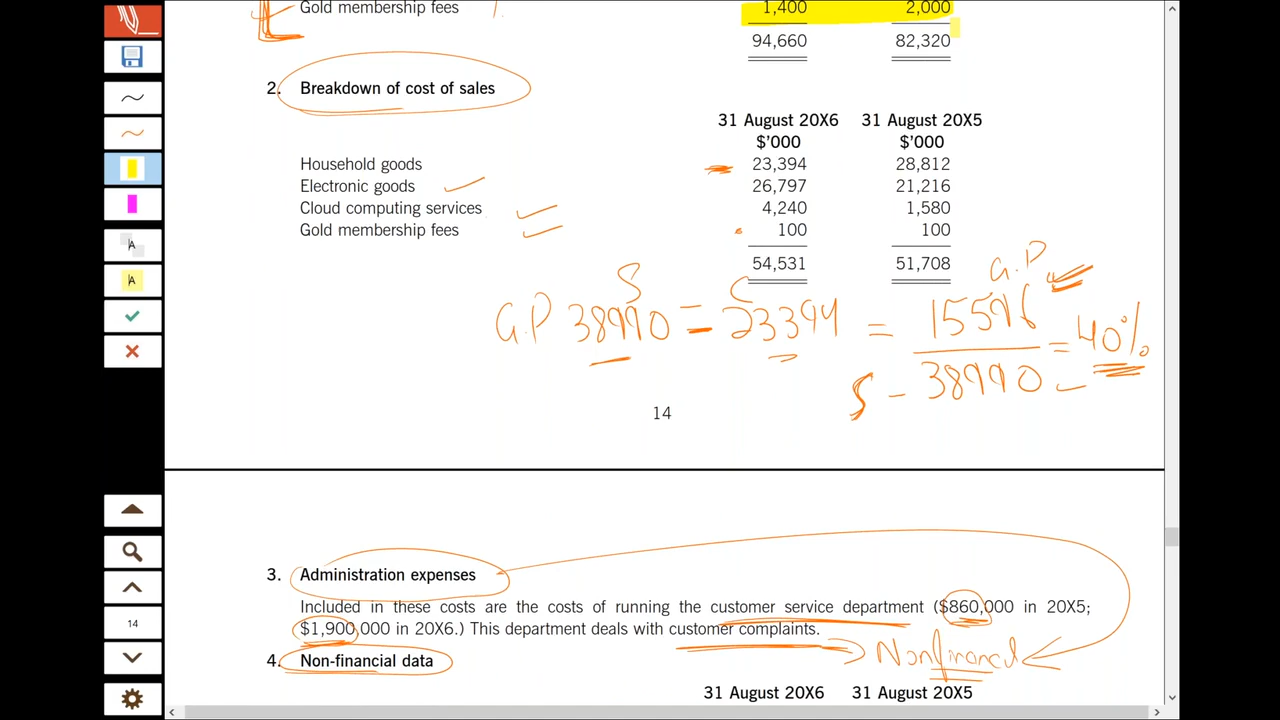 Gold membership fees 1,400 2,000
94,660 82,320
2. Breakdown of cost of sales
31 August 20X6 31 August 20X5
$'000 $'000
Household goods 23,394 28,812
Electronic goods 26,797 21,216
Cloud computing services 4,240 1,580
Gold membership fees 100 100
54,531 51,708
S C G.P
G.P 38990 = 23394 = 15596 = 40%
S - 38990
14
3. Administration expenses
Included in these costs are the costs of running the customer service department ($860,000 in 20X5;
$1,900,000 in 20X6.) This department deals with customer complaints.
Nonfinancal
4. Non-financial data
31 August 20X6 31 August 20X5
A
A
14